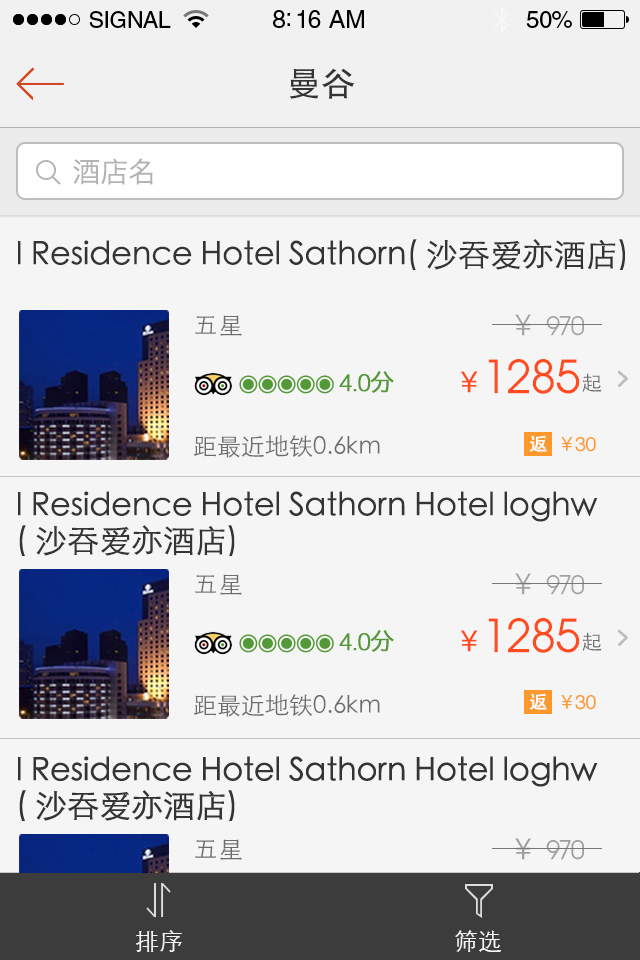 SIGNAL 8:16 AM 50%
曼谷
酒店名
I Residence Hotel Sathorn( 沙吞爱亦酒店)
五星 ¥ 970
4.0分 ¥ 1285起
距最近地铁0.6km 返 ¥30
I Residence Hotel Sathorn Hotel loghw
( 沙吞爱亦酒店)
五星 ¥ 970
4.0分 ¥ 1285起
距最近地铁0.6km 返 ¥30
I Residence Hotel Sathorn Hotel loghw
( 沙吞爱亦酒店)
五星 ¥ 970
排序 筛选